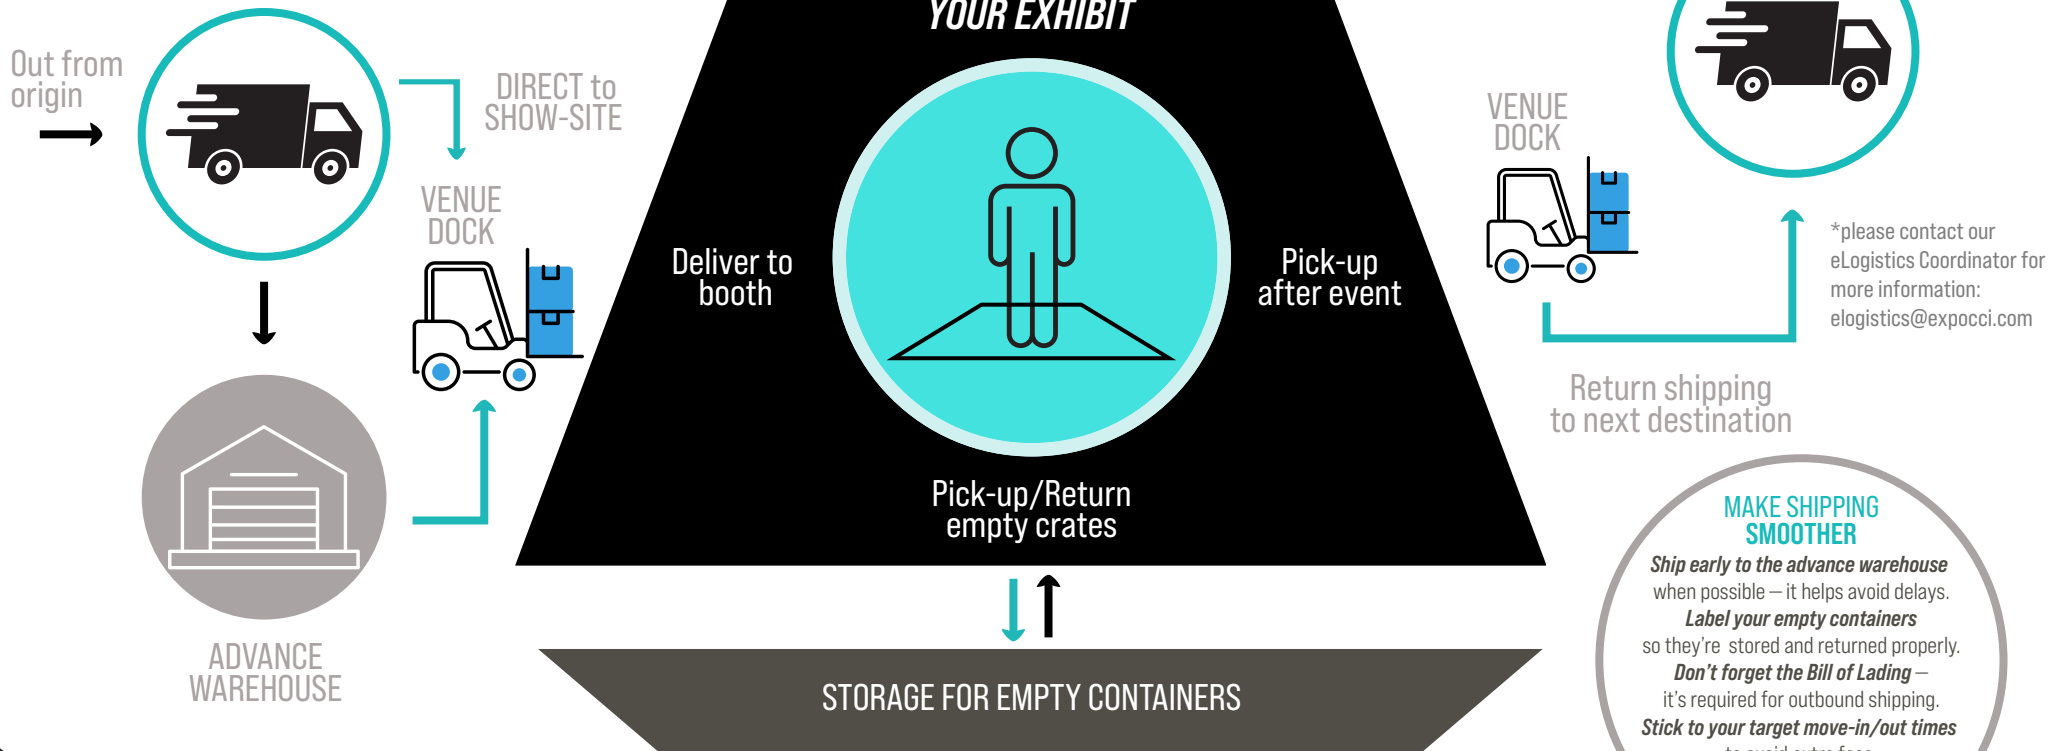 YOUR EXHIBIT
Out from
origin
DIRECT to
SHOW-SITE
VENUE
DOCK
ADVANCE
WAREHOUSE
Deliver to
booth
Pick-up
after event
Pick-up/Return
empty crates
STORAGE FOR EMPTY CONTAINERS
VENUE
DOCK
*please contact our
eLogistics Coordinator for
more information:
elogistics@expocci.com
Return shipping
to next destination
MAKE SHIPPING
SMOOTHER
Ship early to the advance warehouse
when possible – it helps avoid delays.
Label your empty containers
so they're stored and returned properly.
Don't forget the Bill of Lading –
it's required for outbound shipping.
Stick to your target move-in/out times